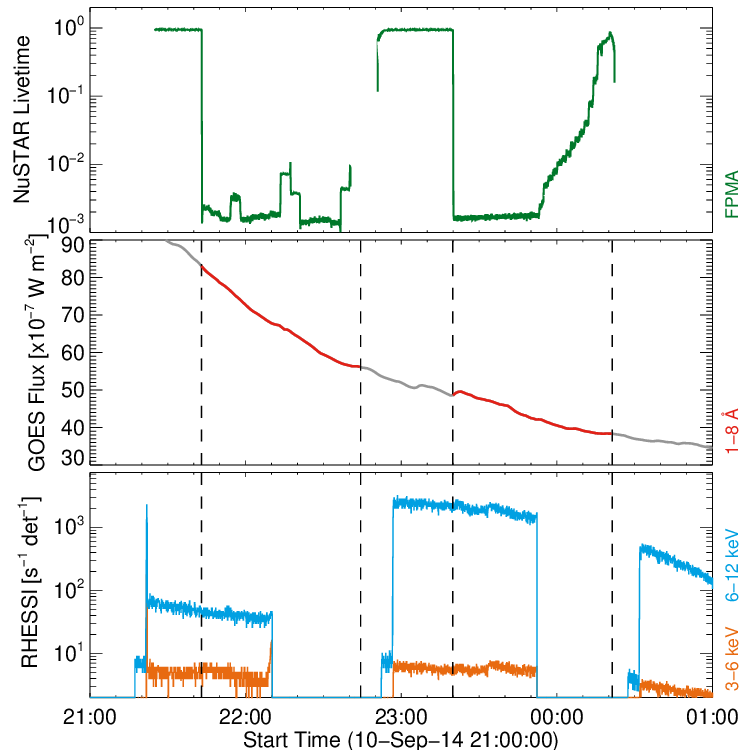 NuSTAR Livetime
10⁰
10⁻¹
10⁻²
10⁻³
FPMA
GOES Flux [x10⁻⁷ W m⁻²]
90
80
70
60
50
40
30
1−8 Å
RHESSI [s⁻¹ det⁻¹]
10³
10²
10¹
6−12 keV
3−6 keV
21:00 22:00 23:00 00:00 01:00
Start Time (10−Sep−14 21:00:00)